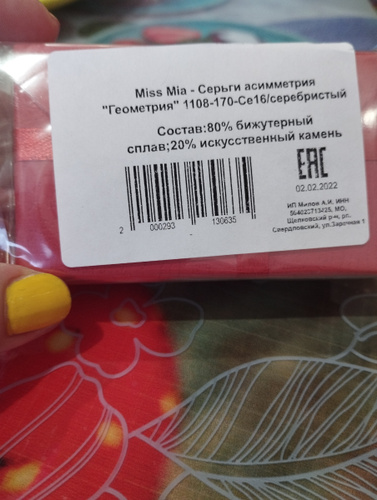 Miss Mia - Серьги асимметрия
"Геометрия" 1108-170-Се16/серебристый
Состав:80% бижутерный
сплав;20% искусственный камень
EAC
02.02.2022
2 000293 130635
ИП Милов А.И. ИНН
МО,
Щелковский р-н, рп.
Свердловский, ул.Заречная